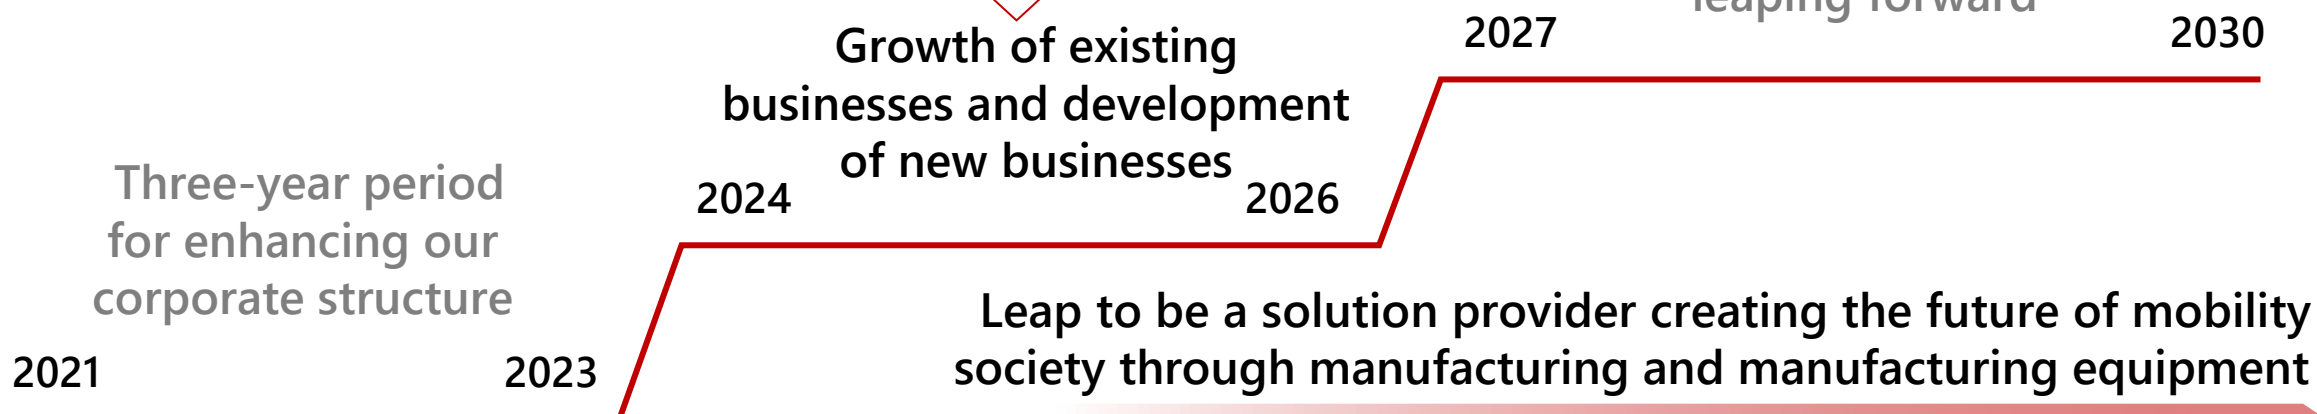 leaping forward
2027
2030
Growth of existing
businesses and development
of new businesses
2024
2026
Three-year period
for enhancing our
corporate structure
2021
2023
Leap to be a solution provider creating the future of mobility
society through manufacturing and manufacturing equipment